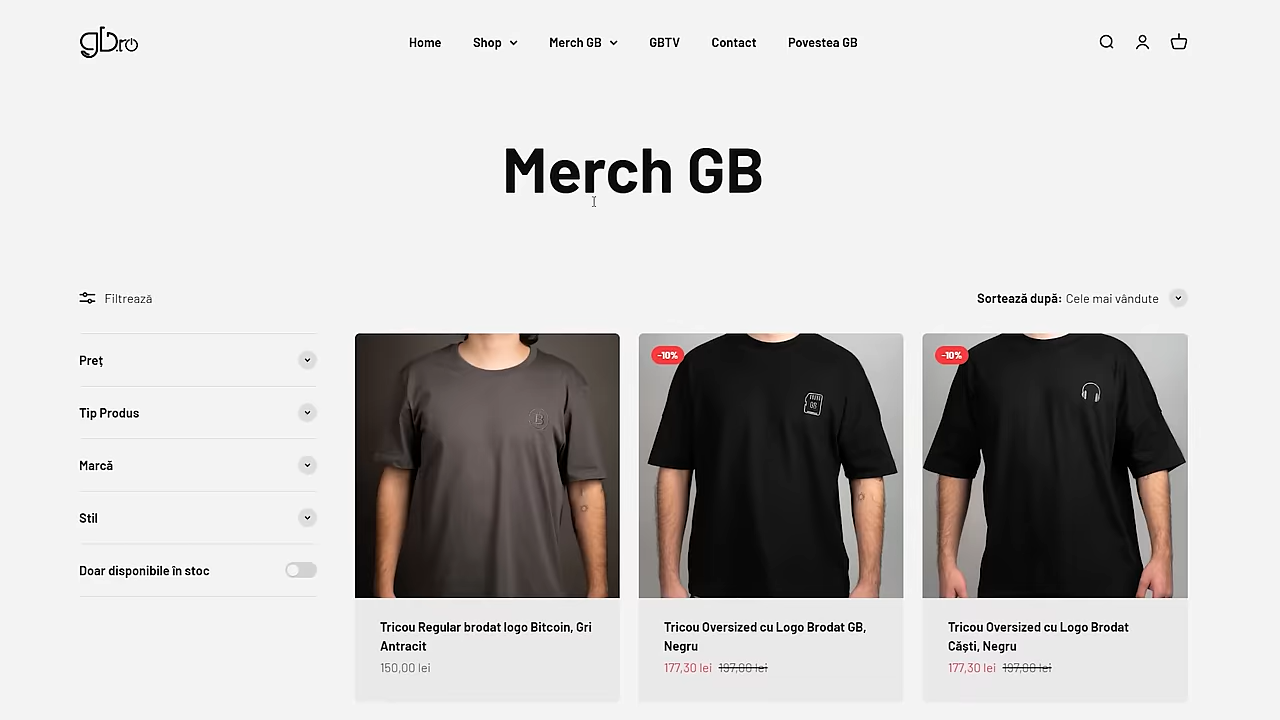 gb.ro
Home
Shop
Merch GB
GBTV
Contact
Povestea GB
Merch GB
Filtrează
Sortează după: Cele mai vândute
Preț
Tip Produs
Marcă
Stil
Doar disponibile în stoc
B
Tricou Regular brodat logo Bitcoin, Gri
Antracit
150,00 lei
-10%
GB
Tricou Oversized cu Logo Brodat GB,
Negru
177,30 lei 197,00 lei
-10%
Tricou Oversized cu Logo Brodat
Căști, Negru
177,30 lei 197,00 lei